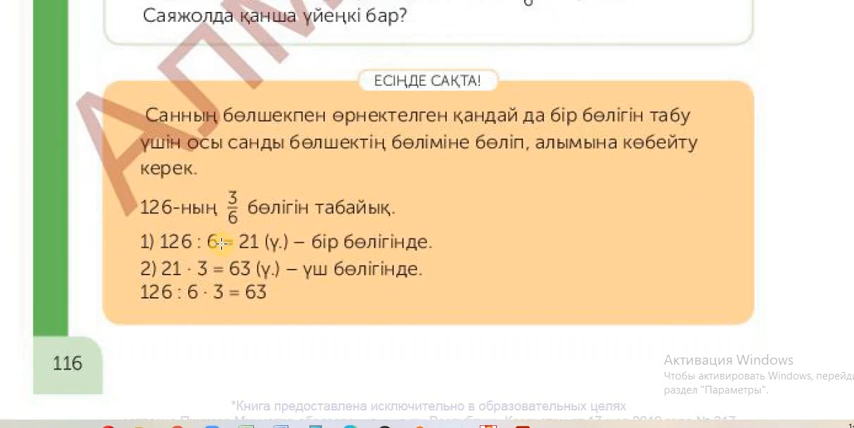 Саяжолда қанша үйеңкі бар?
ЕСІҢДЕ САҚТА!
Санның бөлшекпен өрнектелген қандай да бір бөлігін табу
үшін осы санды бөлшектің бөліміне бөліп, алымына көбейту
керек.
126-ның 3/6 бөлігін табайық.
1) 126 : 6 = 21 (ү.) – бір бөлігінде.
2) 21 · 3 = 63 (ү.) – үш бөлігінде.
126 : 6 · 3 = 63
116
Активация Windows
Чтобы активировать Windows, перейди
раздел "Параметры".
*Книга предоставлена исключительно в образовательных целях